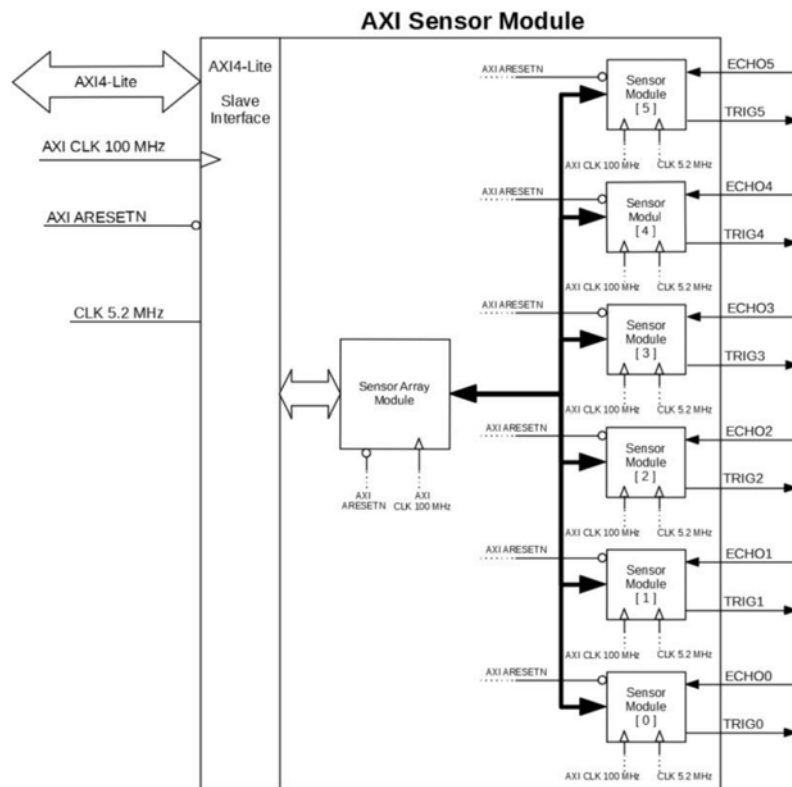 AXI Sensor Module
AXI4-Lite
AXI CLK 100 MHz
AXI ARESETN
CLK 5.2 MHz
AXI4-Lite
Slave
Interface
Sensor Array
Module
AXI
ARESETN
AXI
CLK 100 MHz
AXI ARESETN
Sensor
Module
[ 5 ]
ECHO5
TRIG5
AXI CLK 100 MHz
CLK 5.2 MHz
AXI ARESETN
Sensor
Modul
[ 4 ]
ECHO4
TRIG4
AXI CLK 100 MHz
CLK 5.2 MHz
AXI ARESETN
Sensor
Module
[ 3 ]
ECHO3
TRIG3
AXI CLK 100 MHz
CLK 5.2 MHz
AXI ARESETN
Sensor
Module
[ 2 ]
ECHO2
TRIG2
AXI CLK 100 MHz
CLK 5.2 MHz
AXI ARESETN
Sensor
Module
[ 1 ]
ECHO1
TRIG1
AXI CLK 100 MHz
CLK 5.2 MHz
AXI ARESETN
Sensor
Module
[ 0 ]
ECHO0
TRIG0
AXI CLK 100 MHz
CLK 5.2 MHz